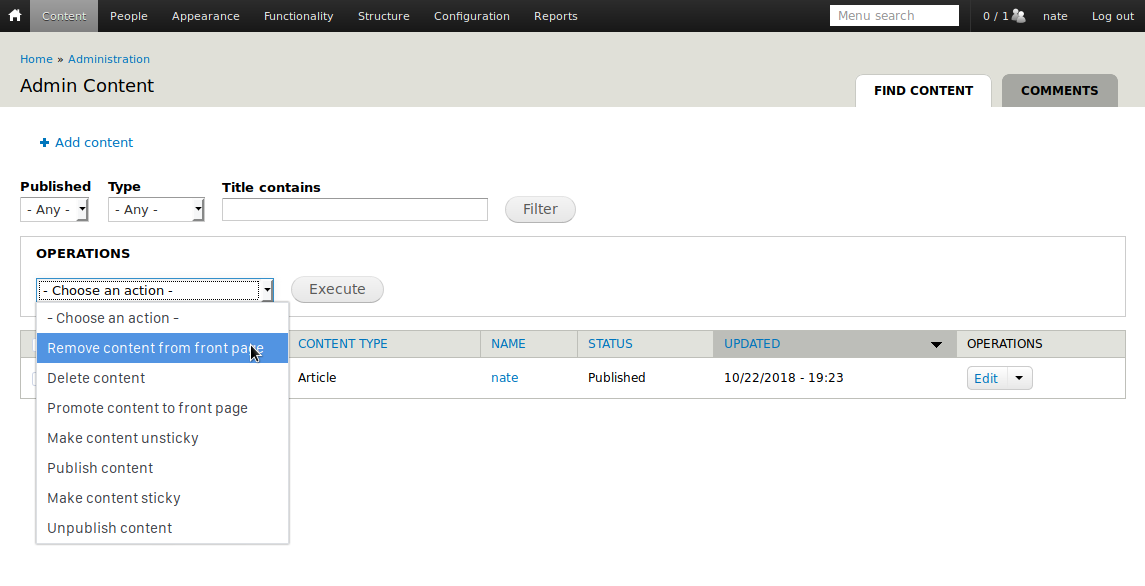 Content People Appearance Functionality Structure Configuration Reports Menu search 0 / 1 nate Log out
Home » Administration
Admin Content
FIND CONTENT COMMENTS
Add content
Published Type Title contains
- Any - - Any - Filter
OPERATIONS
- Choose an action - Execute
- Choose an action -
Remove content from front page CONTENT TYPE NAME STATUS UPDATED OPERATIONS
Delete content Article nate Published 10/22/2018 - 19:23 Edit
Promote content to front page
Make content unsticky
Publish content
Make content sticky
Unpublish content